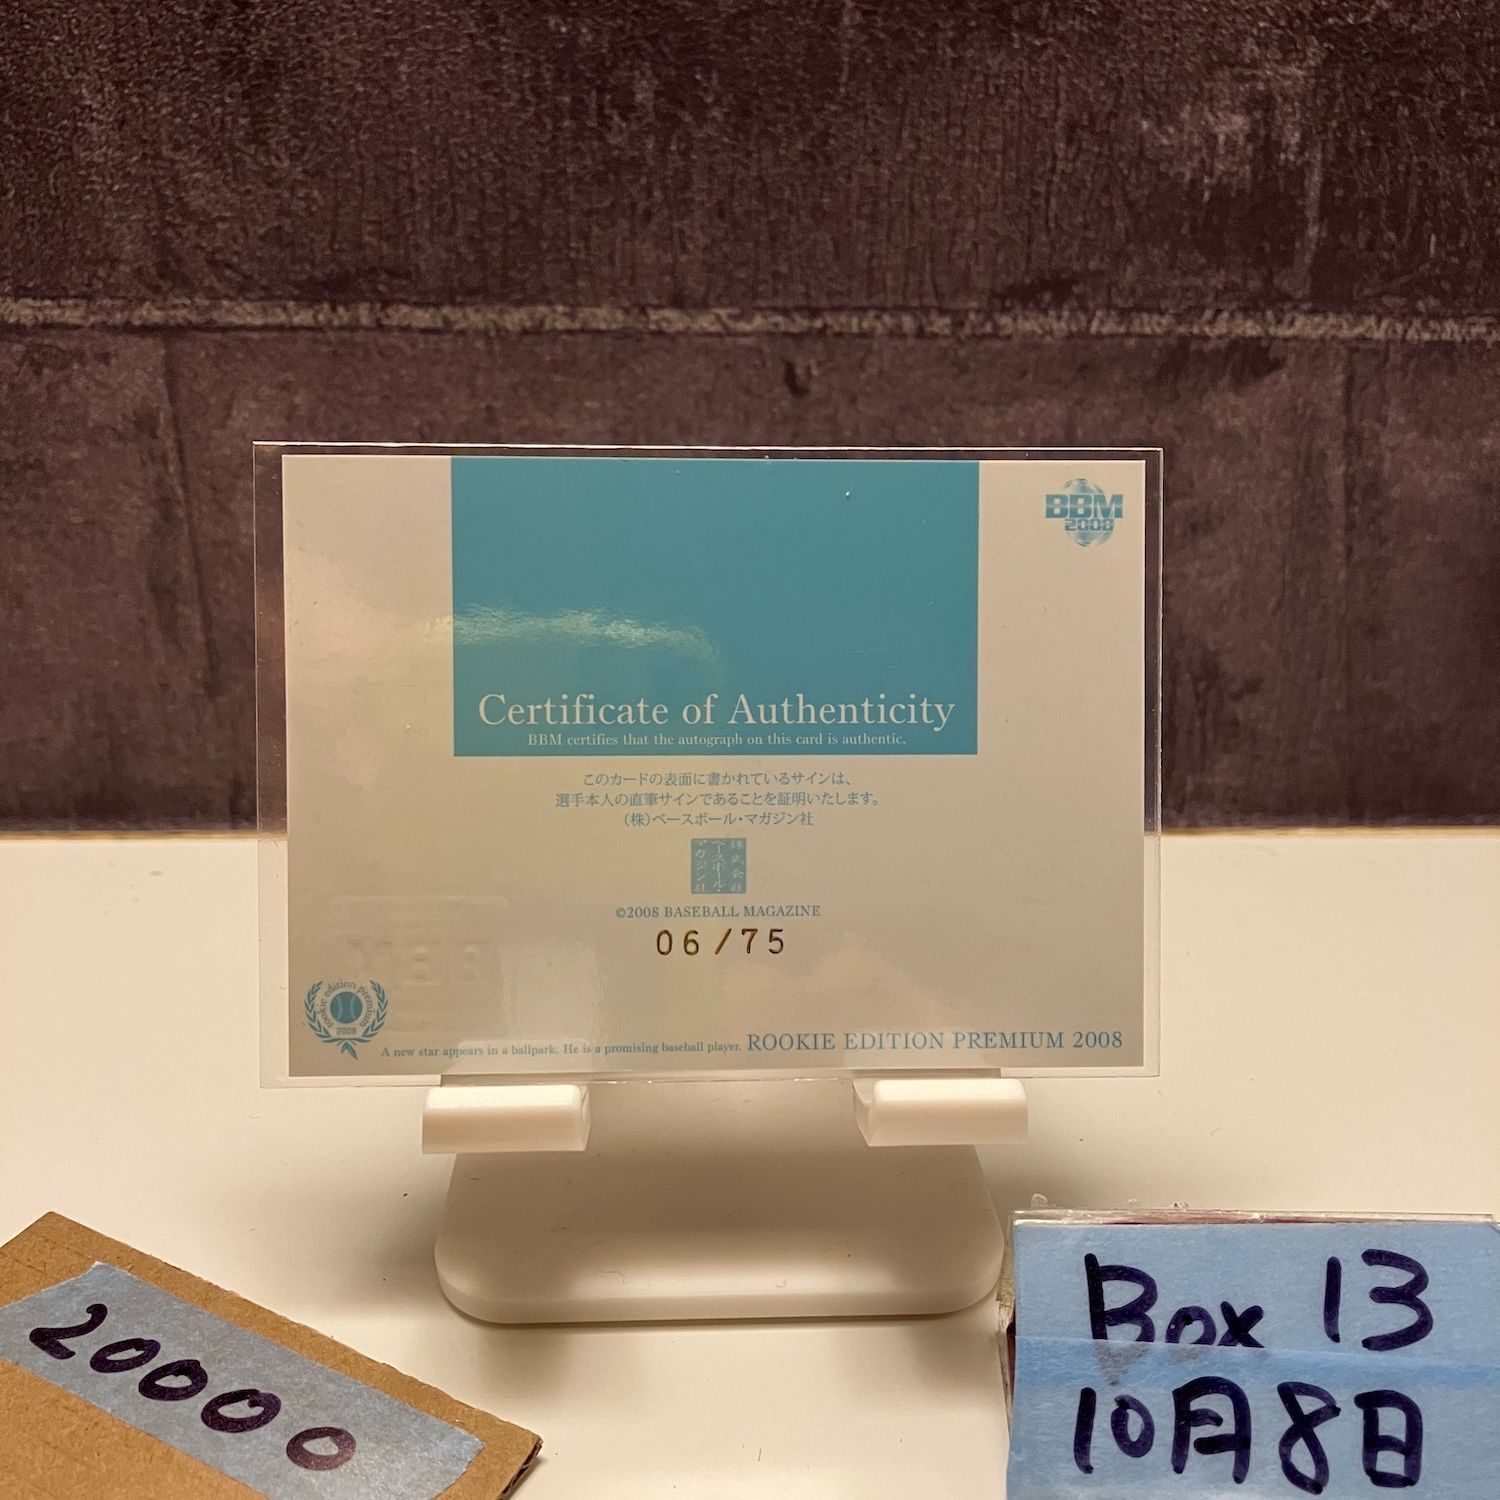 BBM
2008
Certificate of Authenticity
BBM certifies that the autograph on this card is authentic.
このカードの表面に書かれているサインは、
選手本人の直筆サインであることを証明いたします。
(株)ベースボール・マガジン社
株式会社
ベースボール・
マガジン社
©2008 BASEBALL MAGAZINE
06/75
rookie edition premium
2008
A new star appears in a ballpark. He is a promising baseball player.
ROOKIE EDITION PREMIUM 2008
20000
Box 13
10月8日